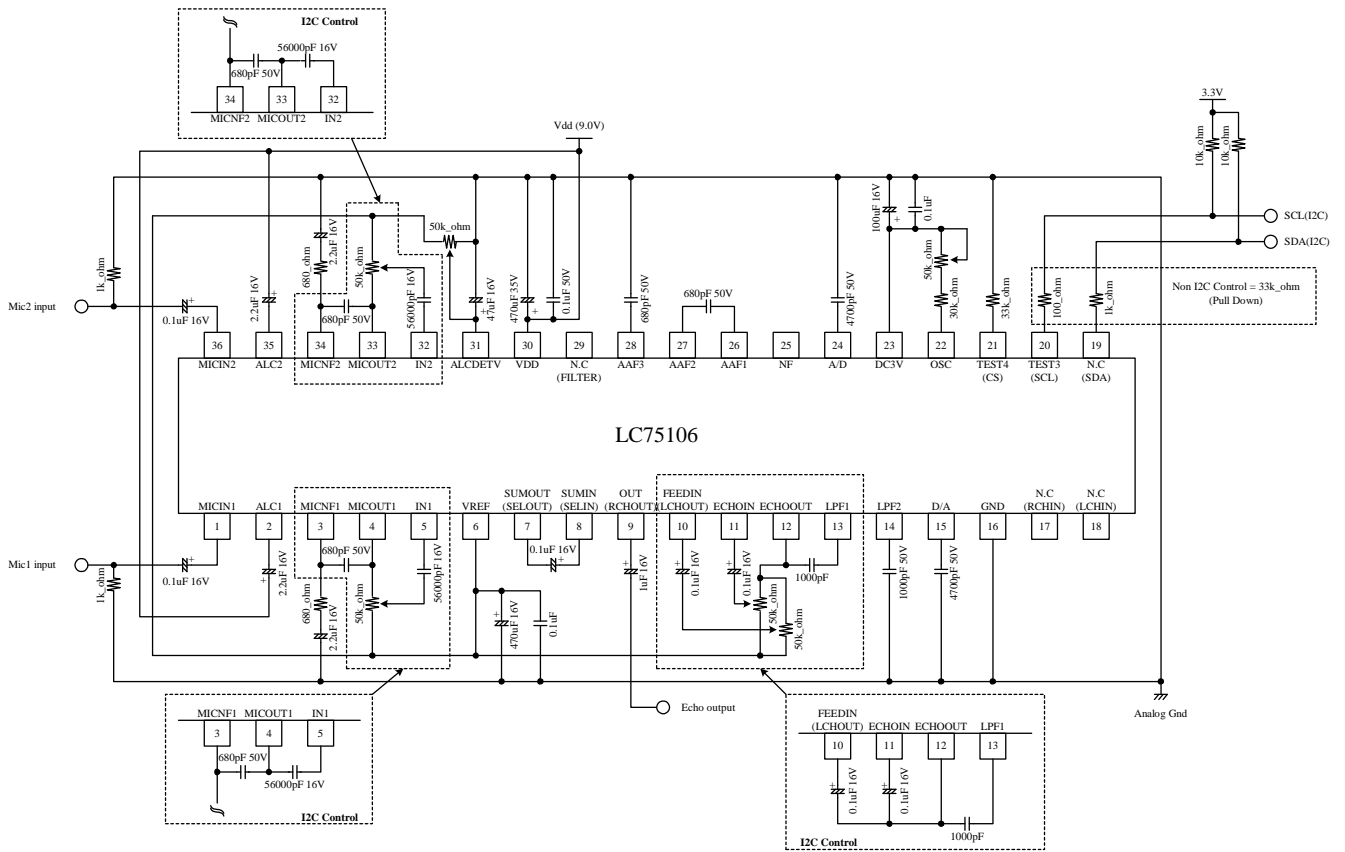 I2C Control
56000pF 16V
680pF 50V
34
33
32
MICNF2
MICOUT2
IN2
Vdd (9.0V)
3.3V
10k_ohm
10k_ohm
SCL(I2C)
SDA(I2C)
Non I2C Control = 33k_ohm
(Pull Down)
1k_ohm
Mic2 input
0.1uF 16V
2.2uF 16V
2.2uF 16V
680_ohm
50k_ohm
680pF 50V
56000pF 16V
50k_ohm
47uF 16V
470uF 35V
0.1uF 50V
680pF 50V
680pF 50V
4700pF 50V
100uF 16V
0.1uF
50k_ohm
30k_ohm
33k_ohm
100_ohm
1k_ohm
36
35
34
33
32
31
30
29
28
27
26
25
24
23
22
21
20
19
MICIN2
ALC2
MICNF2
MICOUT2
IN2
ALCDETV
VDD
N.C
(FILTER)
AAF3
AAF2
AAF1
NF
A/D
DC3V
OSC
TEST4
(CS)
TEST3
(SCL)
N.C
(SDA)
LC75106
MICIN1
ALC1
MICNF1
MICOUT1
IN1
VREF
SUMOUT
(SELOUT)
SUMIN
(SELIN)
OUT
(RCHOUT)
FEEDIN
(LCHOUT)
ECHOIN
ECHOOUT
LPF1
LPF2
D/A
GND
N.C
(RCHIN)
N.C
(LCHIN)
1
2
3
4
5
6
7
8
9
10
11
12
13
14
15
16
17
18
Mic1 input
1k_ohm
0.1uF 16V
2.2uF 16V
680pF 50V
680_ohm
2.2uF 16V
50k_ohm
56000pF 16V
470uF 16V
0.1uF
0.1uF 16V
1uF 16V
0.1uF 16V
0.1uF 16V
1000pF
50k_ohm
50k_ohm
1000pF 50V
4700pF 50V
Echo output
Analog Gnd
MICNF1
MICOUT1
IN1
3
4
5
680pF 50V
56000pF 16V
I2C Control
FEEDIN
(LCHOUT)
ECHOIN
ECHOOUT
LPF1
10
11
12
13
0.1uF 16V
0.1uF 16V
1000pF
I2C Control